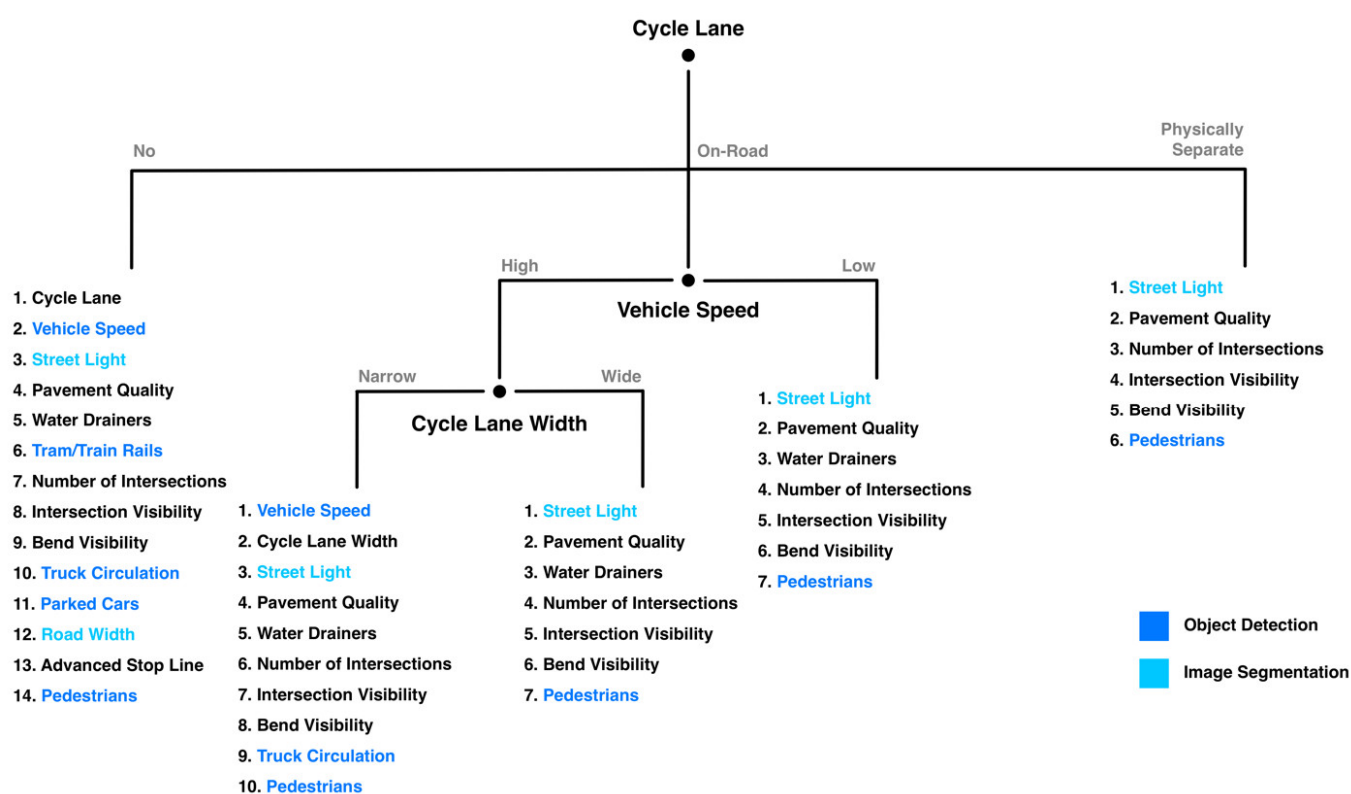 Cycle Lane
No
On-Road
Physically
Separate
High
Low
Vehicle Speed
Narrow
Wide
Cycle Lane Width
1. Cycle Lane
2. Vehicle Speed
3. Street Light
4. Pavement Quality
5. Water Drainers
6. Tram/Train Rails
7. Number of Intersections
8. Intersection Visibility
9. Bend Visibility
10. Truck Circulation
11. Parked Cars
12. Road Width
13. Advanced Stop Line
14. Pedestrians
1. Vehicle Speed
2. Cycle Lane Width
3. Street Light
4. Pavement Quality
5. Water Drainers
6. Number of Intersections
7. Intersection Visibility
8. Bend Visibility
9. Truck Circulation
10. Pedestrians
1. Street Light
2. Pavement Quality
3. Water Drainers
4. Number of Intersections
5. Intersection Visibility
6. Bend Visibility
7. Pedestrians
1. Street Light
2. Pavement Quality
3. Water Drainers
4. Number of Intersections
5. Intersection Visibility
6. Bend Visibility
7. Pedestrians
1. Street Light
2. Pavement Quality
3. Number of Intersections
4. Intersection Visibility
5. Bend Visibility
6. Pedestrians
Object Detection
Image Segmentation